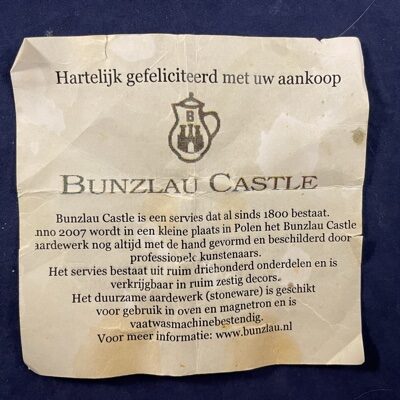 Hartelijk gefeliciteerd met uw aankoop
B
BUNZLAU CASTLE
Bunzlau Castle is een servies dat al sinds 1800 bestaat.
nno 2007 wordt in een kleine plaats in Polen het Bunzlau Castle
aardewerk nog altijd met de hand gevormd en beschilderd door
professionele kunstenaars.
Het servies bestaat uit ruim driehonderd onderdelen en is
verkrijgbaar in ruim zestig decors.
Het duurzame aardewerk (stoneware) is geschikt
voor gebruik in oven en magnetron en is
vaatwasmachinebestendig.
Voor meer informatie: www.bunzlau.nl